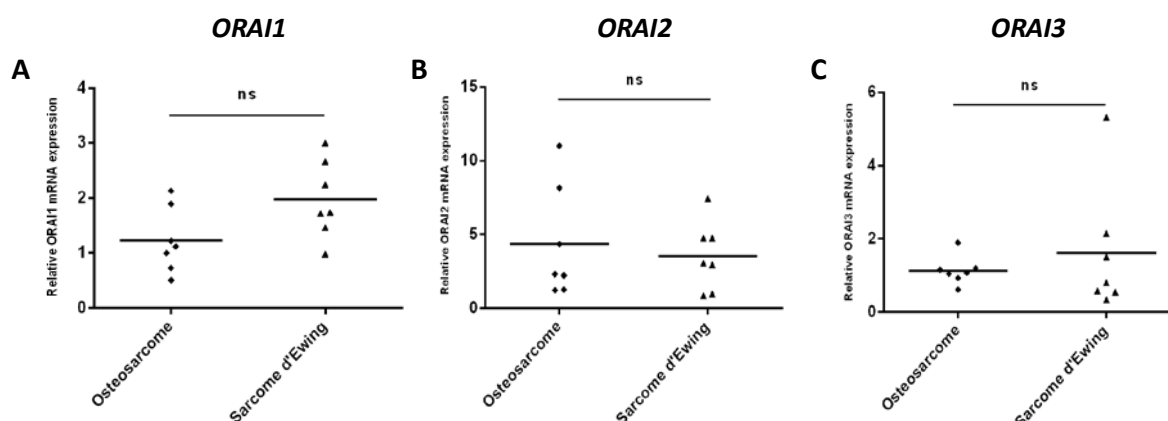 ORAI1
ORAI2
ORAI3
A
Relative ORAI1 mRNA expression
4
3
2
1
0
ns
Osteosarcome
Sarcome d'Ewing
B
Relative ORAI2 mRNA expression
15
10
5
0
ns
Osteosarcome
Sarcome d'Ewing
C
Relative ORAI3 mRNA expression
6
4
2
0
ns
Osteosarcome
Sarcome d'Ewing